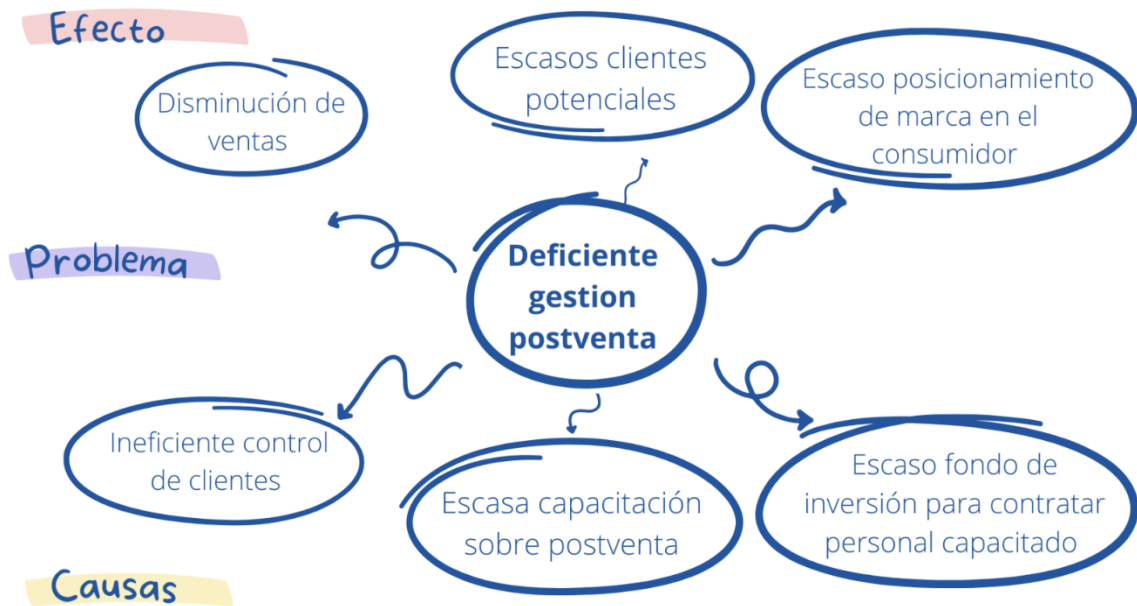 Efecto
Disminución de
ventas
Escasos clientes
potenciales
Escaso posicionamiento
de marca en el
consumidor
Problema
Deficiente
gestion
postventa
Ineficiente control
de clientes
Escasa capacitación
sobre postventa
Escaso fondo de
inversión para contratar
personal capacitado
Causas